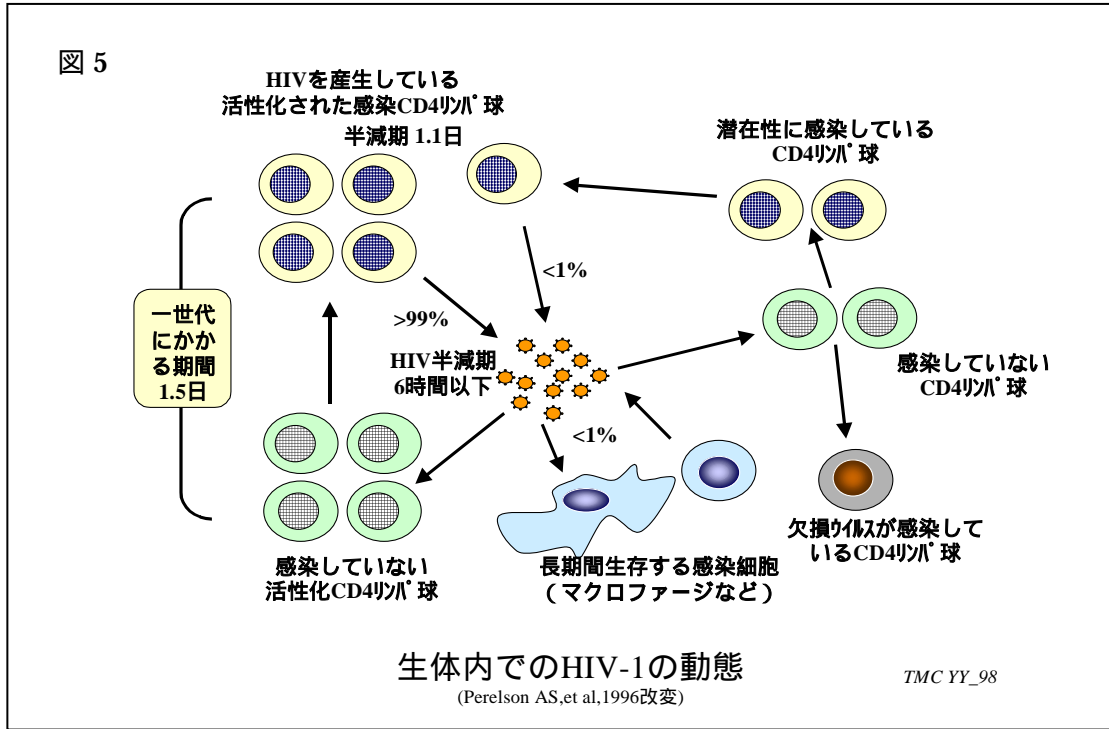 図 5
HIVを産生している
活性化された感染CD4ﾘﾝﾊﾟ球
半減期 1.1日
潜在性に感染している
CD4ﾘﾝﾊﾟ球
<1%
>99%
一世代
にかか
る期間
1.5日
HIV半減期
6時間以下
感染していない
CD4ﾘﾝﾊﾟ球
<1%
感染していない
活性化CD4ﾘﾝﾊﾟ球
長期間生存する感染細胞
(マクロファージなど)
欠損ｳｲﾙｽが感染して
いるCD4ﾘﾝﾊﾟ球
生体内でのHIV-1の動態
(Perelson AS,et al,1996改変)
TMC YY_98